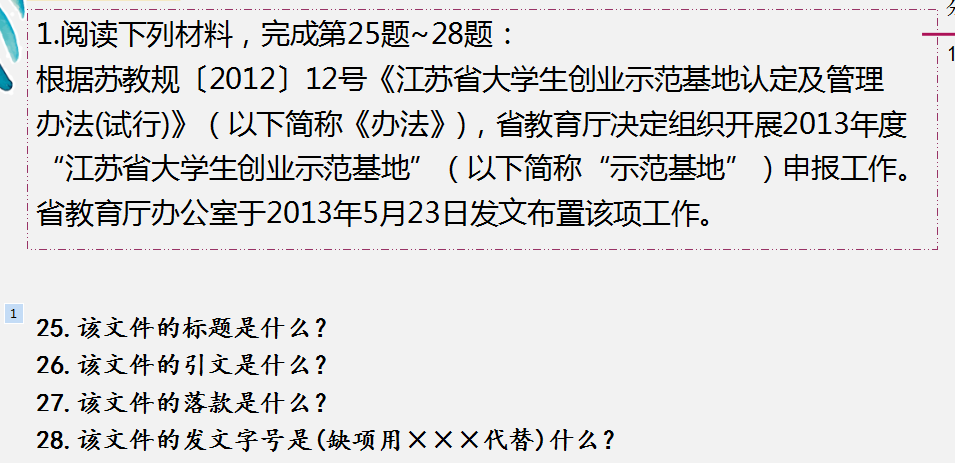 1.阅读下列材料，完成第25题~28题：
根据苏教规〔2012〕12号《江苏省大学生创业示范基地认定及管理
办法(试行)》（以下简称《办法》)，省教育厅决定组织开展2013年度
“江苏省大学生创业示范基地”（以下简称“示范基地”）申报工作。
省教育厅办公室于2013年5月23日发文布置该项工作。
1
25.该文件的标题是什么?
26.该文件的引文是什么?
27.该文件的落款是什么?
28.该文件的发文字号是(缺项用×××代替)什么?